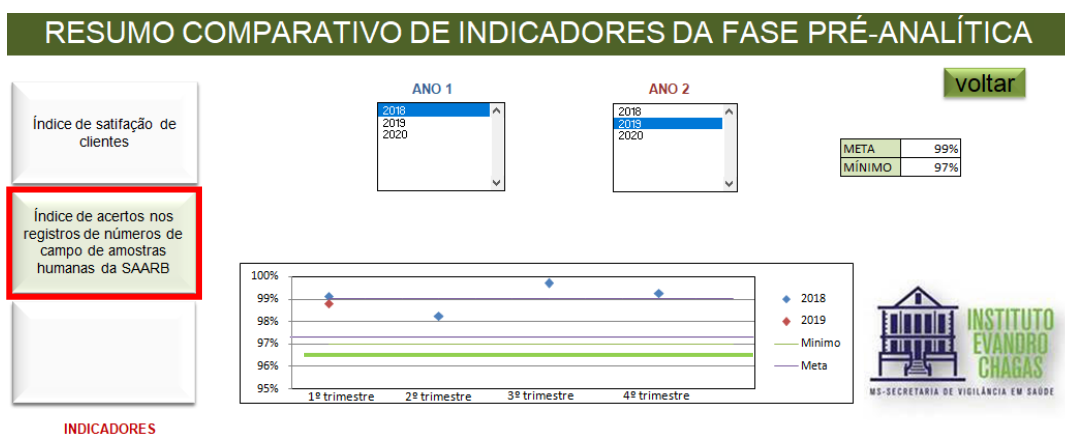 RESUMO COMPARATIVO DE INDICADORES DA FASE PRÉ-ANALÍTICA
voltar
ANO 1
2018
2019
2020
ANO 2
2018
2019
2020
META 99%
MÍNIMO 97%
Índice de satifação de
clientes
Índice de acertos nos
registros de números de
campo de amostras
humanas da SAARB
INDICADORES
100%
99%
98%
97%
96%
95%
1º trimestre 2º trimestre 3º trimestre 4º trimestre
2018
2019
Minimo
Meta
INSTITUTO
EVANDRO
CHAGAS
MS-SECRETARIA DE VIGILÂNCIA EM SAÚDE